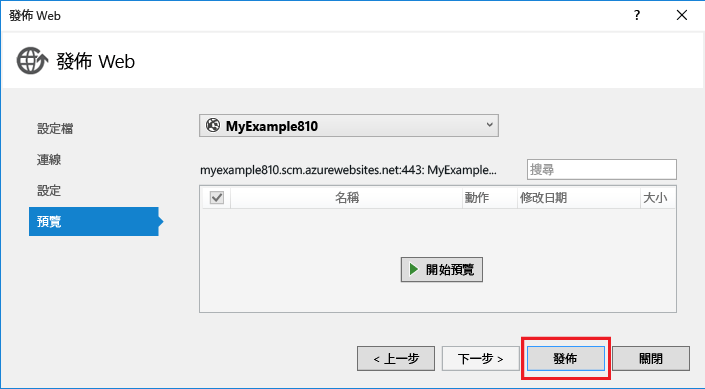 發佈 Web
?
發佈 Web
設定檔
連線
設定
預覽
MyExample810
myexample810.scm.azurewebsites.net:443: MyExample...
搜尋
名稱 動作 修改日期 大小
開始預覽
< 上一步 下一步 > 發佈 關閉